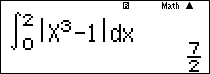 R Math ▲
∫₀²|X³-1|dx
7/2